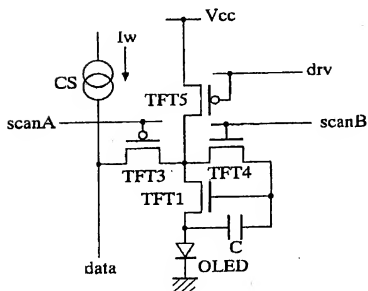 Vcc
Iw
CS
drv
TFT5
scanA
scanB
TFT3
TFT4
TFT1
C
OLED
data